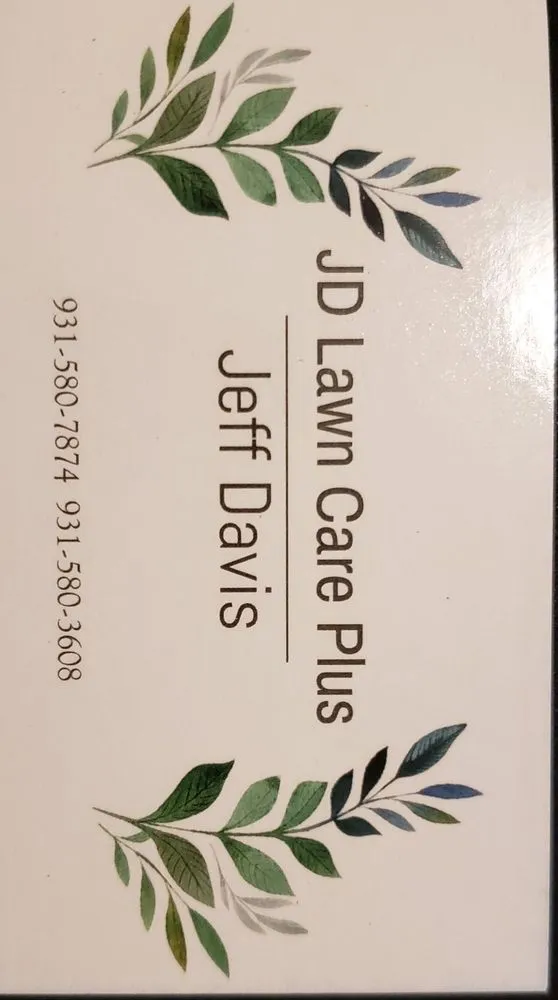 JD Lawn Care Plus
Jeff Davis
931-580-7874 931-580-3608